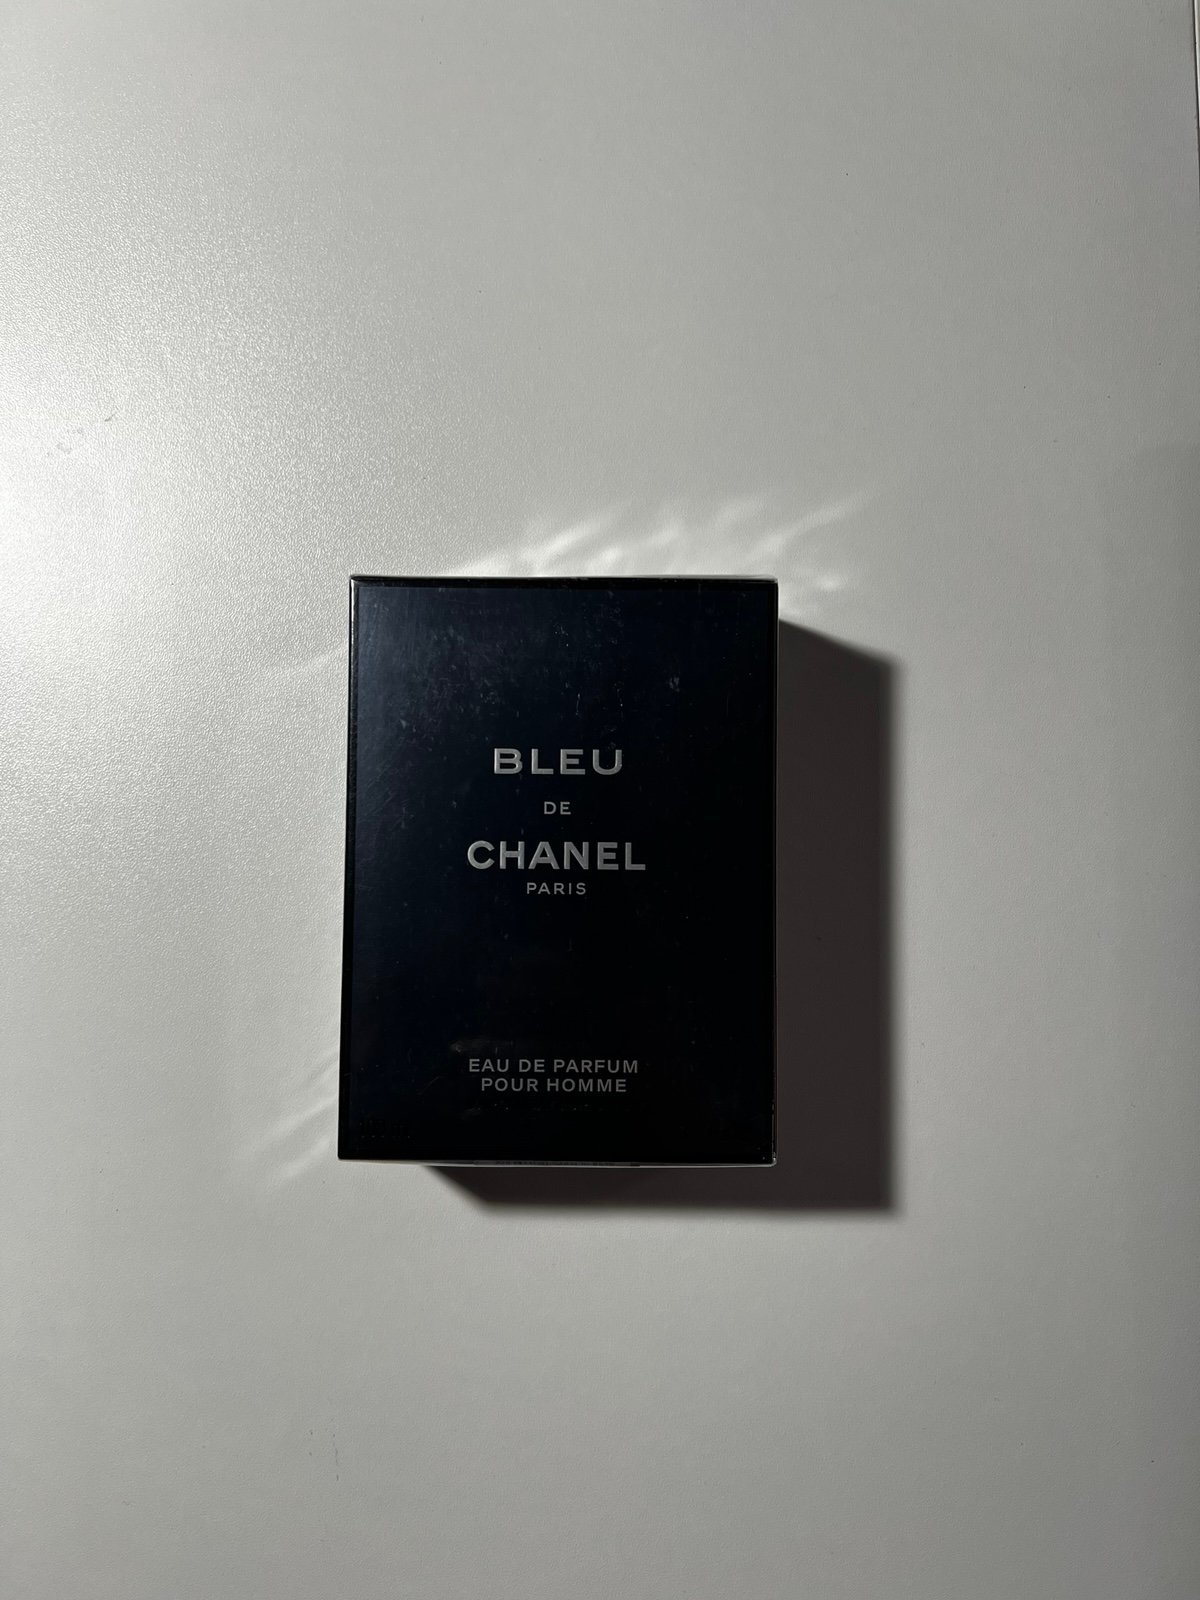 BLEU
DE
CHANEL
PARIS
EAU DE PARFUM
POUR HOMME